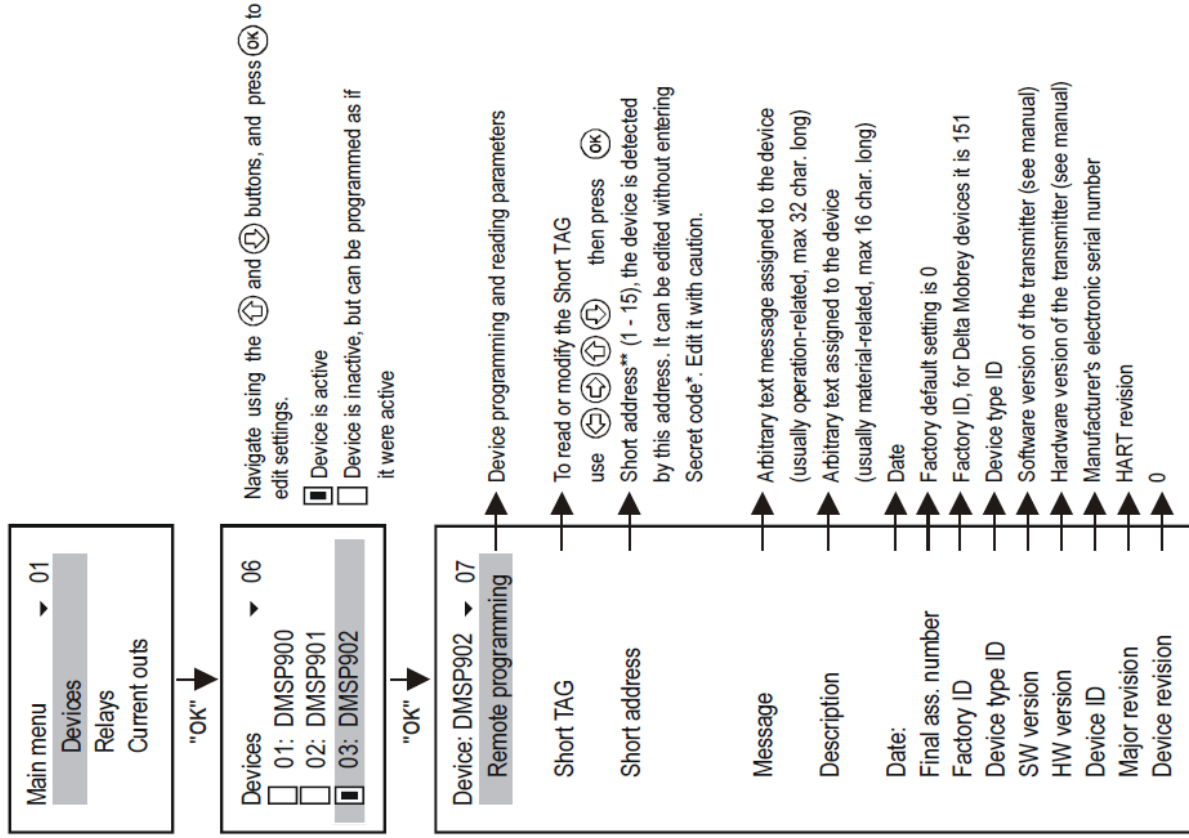 Main menu 01
Devices
Relays
Current outs
"OK"
Devices 06
01: DMSP900
02: DMSP901
03: DMSP902
Navigate using the and buttons, and press OK to
edit settings.
Device is active
Device is inactive, but can be programmed as if
it were active
"OK"
Device: DMSP902 07
Remote programming
Device programming and reading parameters
Short TAG
To read or modify the Short TAG
use then press OK
Short address
Short address** (1 - 15), the device is detected
by this address. It can be edited without entering
Secret code*. Edit it with caution.
Message
Arbitrary text message assigned to the device
(usually operation-related, max 32 char. long)
Description
Arbitrary text assigned to the device
(usually material-related, max 16 char. long)
Date:
Date
Final ass. number
Factory default setting is 0
Factory ID
Factory ID, for Delta Mobrey devices it is 151
Device type ID
Device type ID
SW version
Software version of the transmitter (see manual)
HW version
Hardware version of the transmitter (see manual)
Device ID
Manufacturer's electronic serial number
Major revision
HART revision
Device revision
0